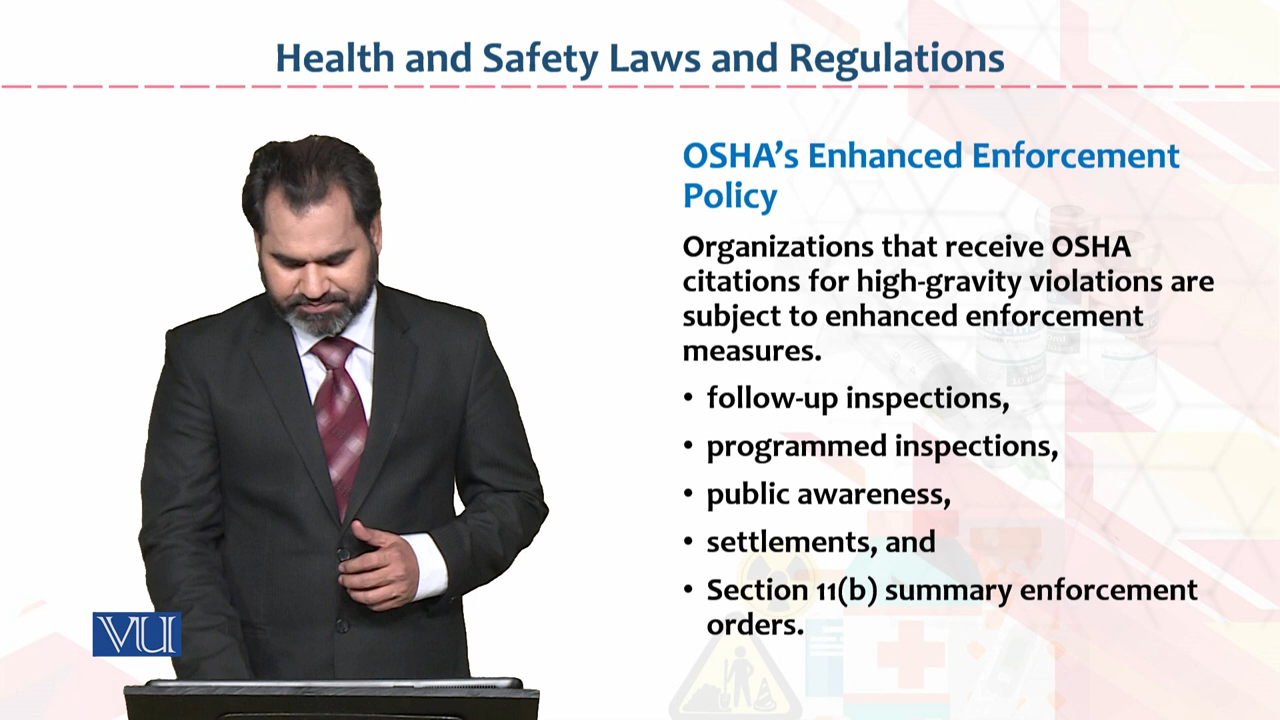 Health and Safety Laws and Regulations
OSHA’s Enhanced Enforcement
Policy
Organizations that receive OSHA
citations for high-gravity violations are
subject to enhanced enforcement
measures.
• follow-up inspections,
• programmed inspections,
• public awareness,
• settlements, and
• Section 11(b) summary enforcement
orders.
VU